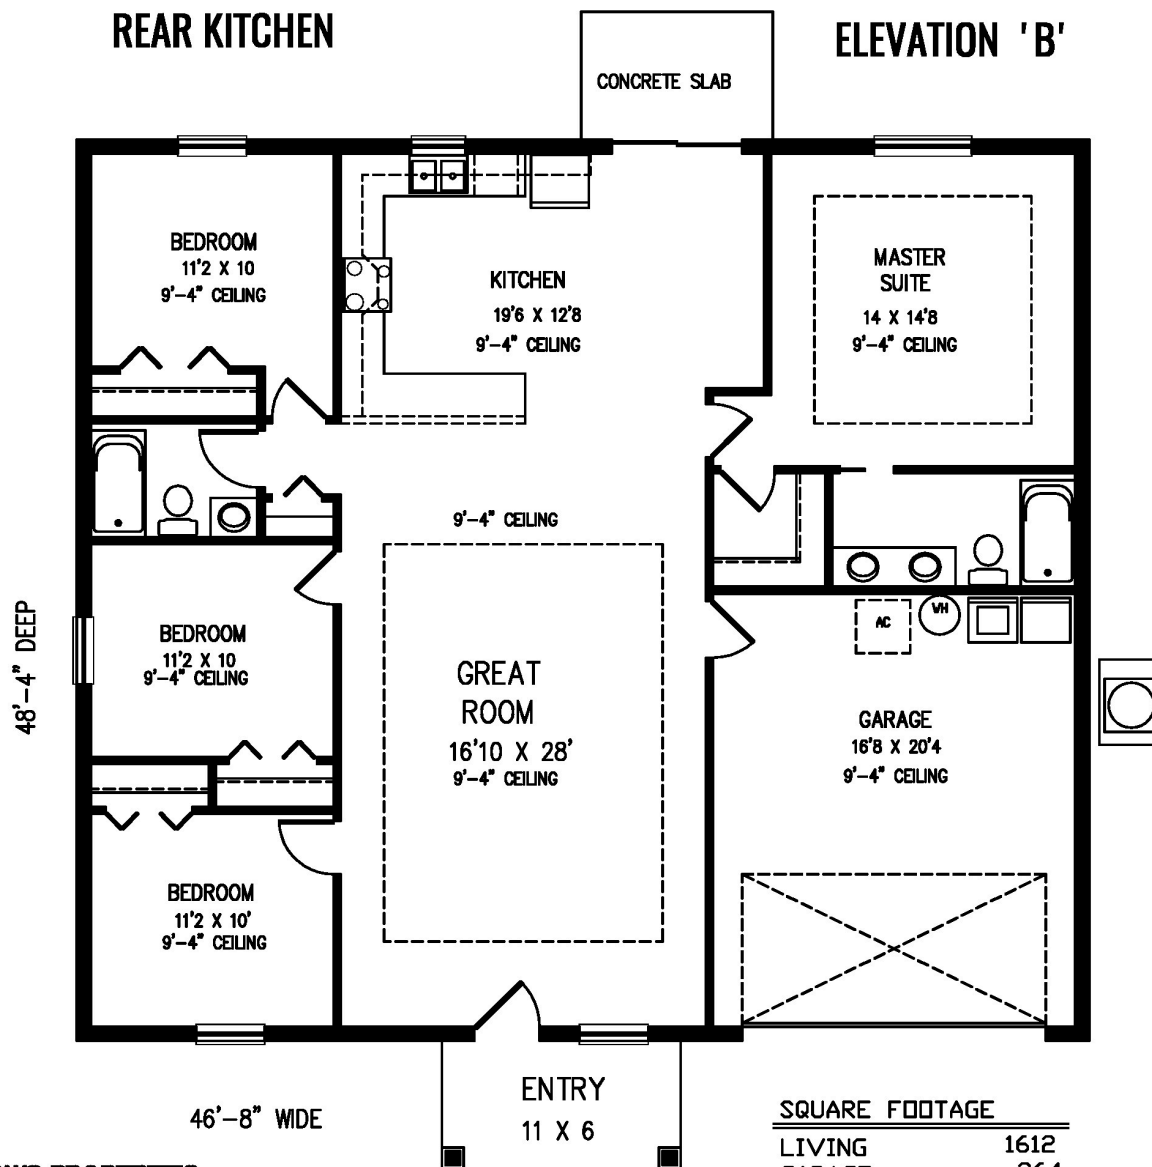 REAR KITCHEN
ELEVATION 'B'
CONCRETE SLAB
BEDROOM
11'2 X 10
9'-4" CEILING
KITCHEN
19'6 X 12'8
9'-4" CEILING
MASTER
SUITE
14 X 14'8
9'-4" CEILING
9'-4" CEILING
48'-4" DEEP
BEDROOM
11'2 X 10
9'-4" CEILING
GREAT
ROOM
16'10 X 28'
9'-4" CEILING
AC
WH
GARAGE
16'8 X 20'4
9'-4" CEILING
BEDROOM
11'2 X 10'
9'-4" CEILING
46'-8" WIDE
ENTRY
11 X 6
SQUARE FOOTAGE
LIVING 1612